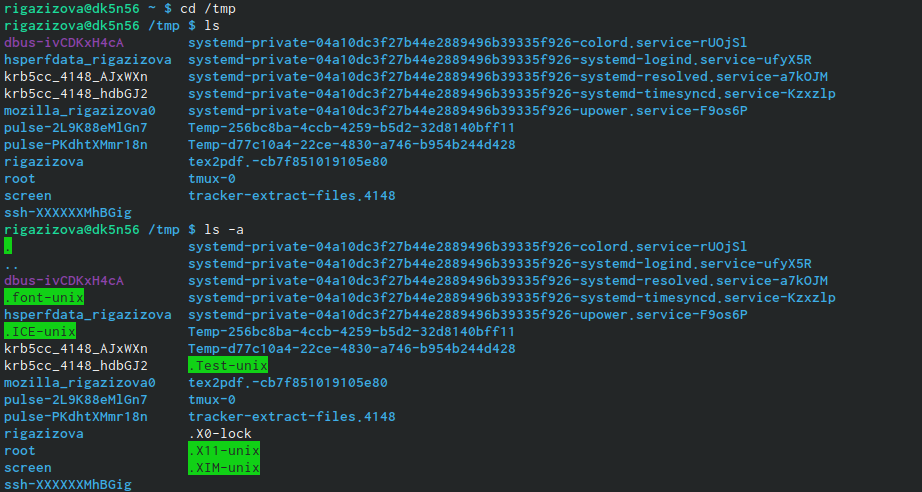 rigazizova@dk5n56 ~ $ cd /tmp
rigazizova@dk5n56 /tmp $ ls
dbus-ivCDKxH4cA systemd-private-04a10dc3f27b44e2889496b39335f926-colord.service-rUOjSl
hsperfdata_rigazizova systemd-private-04a10dc3f27b44e2889496b39335f926-systemd-logind.service-ufyX5R
krb5cc_4148_AJxWXn systemd-private-04a10dc3f27b44e2889496b39335f926-systemd-resolved.service-a7kOJM
krb5cc_4148_hdbGJ2 systemd-private-04a10dc3f27b44e2889496b39335f926-systemd-timesyncd.service-Kzxzlp
mozilla_rigazizova0 systemd-private-04a10dc3f27b44e2889496b39335f926-upower.service-F9os6P
pulse-2L9K88eMlGn7 Temp-256bc8ba-4ccb-4259-b5d2-32d8140bff11
pulse-PKdhtXMmr18n Temp-d77c10a4-22ce-4830-a746-b954b244d428
rigazizova tex2pdf.-cb7f851019105e80
root tmux-0
screen tracker-extract-files.4148
ssh-XXXXXXMhBGig
rigazizova@dk5n56 /tmp $ ls -a
. systemd-private-04a10dc3f27b44e2889496b39335f926-colord.service-rUOjSl
.. systemd-private-04a10dc3f27b44e2889496b39335f926-systemd-logind.service-ufyX5R
dbus-ivCDKxH4cA systemd-private-04a10dc3f27b44e2889496b39335f926-systemd-resolved.service-a7kOJM
.font-unix systemd-private-04a10dc3f27b44e2889496b39335f926-systemd-timesyncd.service-Kzxzlp
hsperfdata_rigazizova systemd-private-04a10dc3f27b44e2889496b39335f926-upower.service-F9os6P
.ICE-unix Temp-256bc8ba-4ccb-4259-b5d2-32d8140bff11
krb5cc_4148_AJxWXn Temp-d77c10a4-22ce-4830-a746-b954b244d428
krb5cc_4148_hdbGJ2 .Test-unix
mozilla_rigazizova0 tex2pdf.-cb7f851019105e80
pulse-2L9K88eMlGn7 tmux-0
pulse-PKdhtXMmr18n tracker-extract-files.4148
rigazizova .X0-lock
root .X11-unix
screen .XIM-unix
ssh-XXXXXXMhBGig